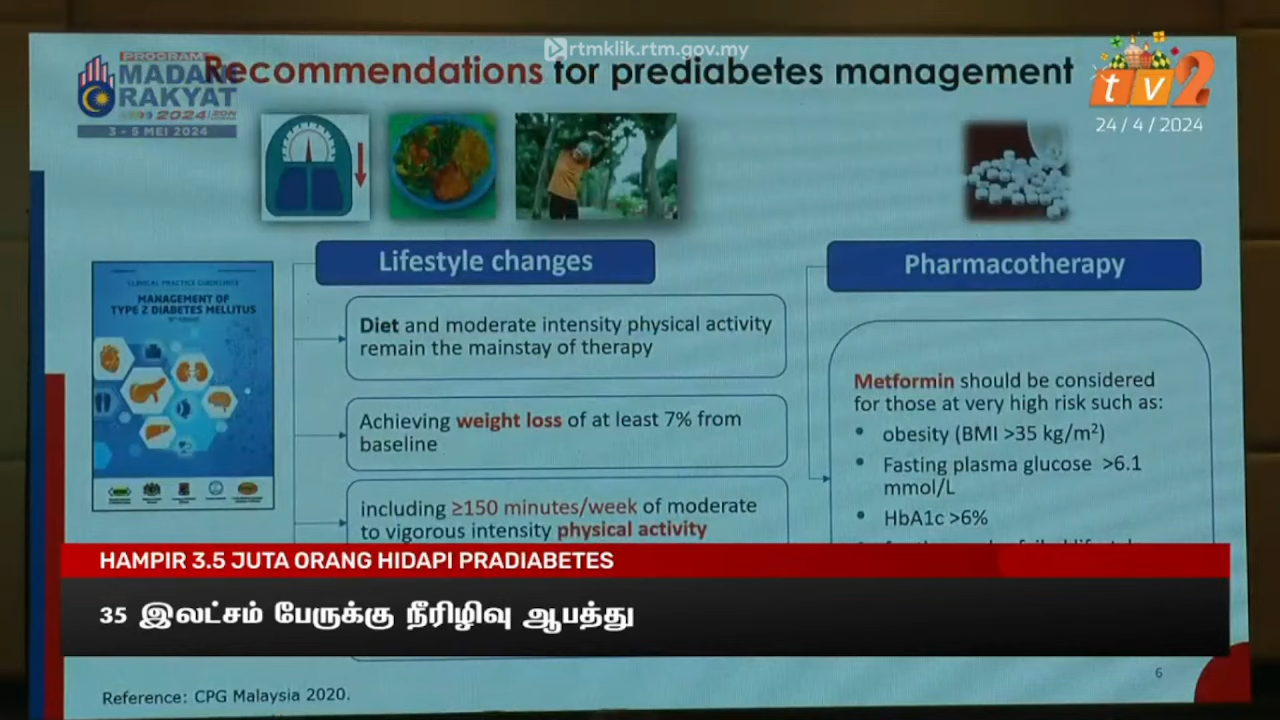 rtmklik.rtm.gov.my
PROGRAM
MADANI
RAKYAT
2024
3 - 5 MEI 2024
Recommendations for prediabetes management
tv2
24 / 4 / 2024
Lifestyle changes
Pharmacotherapy
CLINICAL PRACTICE GUIDELINES
MANAGEMENT OF
TYPE 2 DIABETES MELLITUS
Diet and moderate intensity physical activity
remain the mainstay of therapy
Achieving weight loss of at least 7% from
baseline
including ≥150 minutes/week of moderate
to vigorous intensity physical activity
Metformin should be considered
for those at very high risk such as:
• obesity (BMI >35 kg/m²)
• Fasting plasma glucose >6.1
mmol/L
• HbA1c >6%
HAMPIR 3.5 JUTA ORANG HIDAPI PRADIABETES
35 இலட்சம் பேருக்கு நீரிழிவு ஆபத்து
6
Reference: CPG Malaysia 2020.